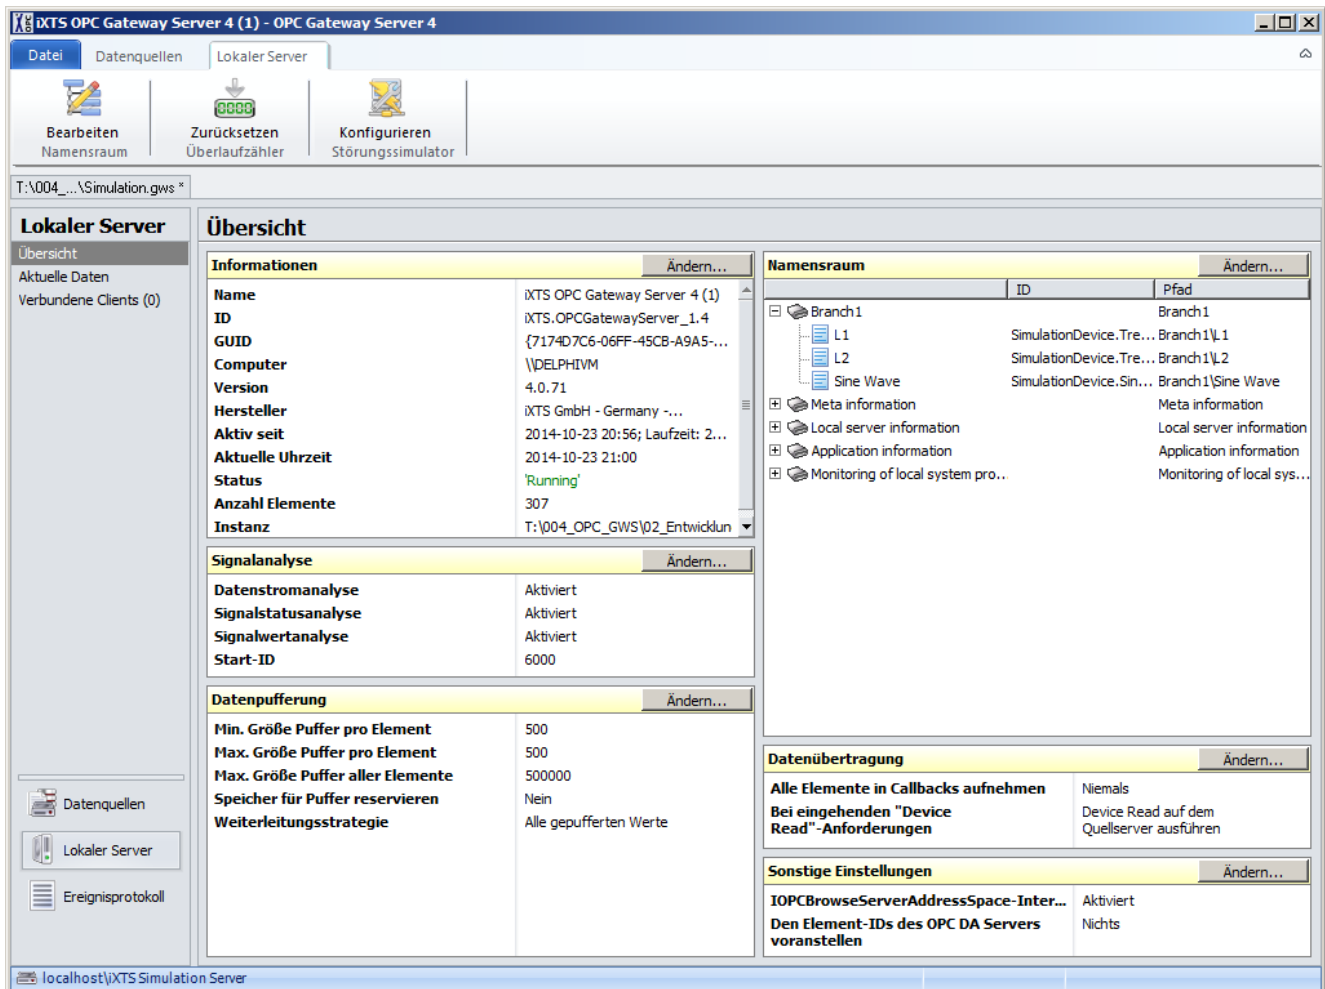 iXTS OPC Gateway Server 4 (1) - OPC Gateway Server 4
Datei
Datenquellen
Lokaler Server
Bearbeiten
Namensraum
Zurücksetzen
Überlaufzähler
Konfigurieren
Störungssimulator
T:\004_...\Simulation.gws *
Lokaler Server
Übersicht
Aktuelle Daten
Verbundene Clients (0)
Datenquellen
Lokaler Server
Ereignisprotokoll
Übersicht
Informationen
Ändern...
Name iXTS OPC Gateway Server 4 (1)
ID iXTS.OPCGatewayServer_1.4
GUID {7174D7C6-06FF-45CB-A9A5-...
Computer \\DELPHIVM
Version 4.0.71
Hersteller iXTS GmbH - Germany -...
Aktiv seit 2014-10-23 20:56; Laufzeit: 2...
Aktuelle Uhrzeit 2014-10-23 21:00
Status 'Running'
Anzahl Elemente 307
Instanz T:\004_OPC_GWS\02_Entwicklun
Signalanalyse
Ändern...
Datenstromanalyse Aktiviert
Signalstatusanalyse Aktiviert
Signalwertanalyse Aktiviert
Start-ID 6000
Datenpufferung
Ändern...
Min. Größe Puffer pro Element 500
Max. Größe Puffer pro Element 500
Max. Größe Puffer aller Elemente 500000
Speicher für Puffer reservieren Nein
Weiterleitungsstrategie Alle gepufferten Werte
Namensraum
Ändern...
ID Pfad
Branch1 Branch1
L1 SimulationDevice.Tre... Branch1\L1
L2 SimulationDevice.Tre... Branch1\L2
Sine Wave SimulationDevice.Sin... Branch1\Sine Wave
Meta information Meta information
Local server information Local server information
Application information Application information
Monitoring of local system pro... Monitoring of local sys...
Datenübertragung
Ändern...
Alle Elemente in Callbacks aufnehmen Niemals
Bei eingehenden "Device Device Read auf dem
Read"-Anforderungen Quellserver ausführen
Sonstige Einstellungen
Ändern...
IOPCBrowseServerAddressSpace-Inter... Aktiviert
Den Element-IDs des OPC DA Servers Nichts
voranstellen
localhost\iXTS Simulation Server